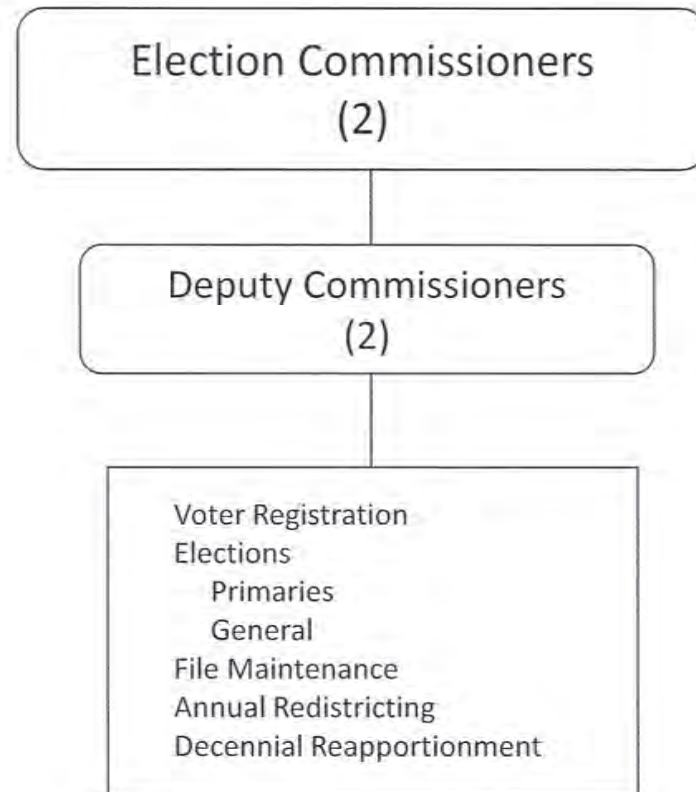 Election Commissioners
(2)
Deputy Commissioners
(2)
Voter Registration
Elections
Primaries
General
File Maintenance
Annual Redistricting
Decennial Reapportionment